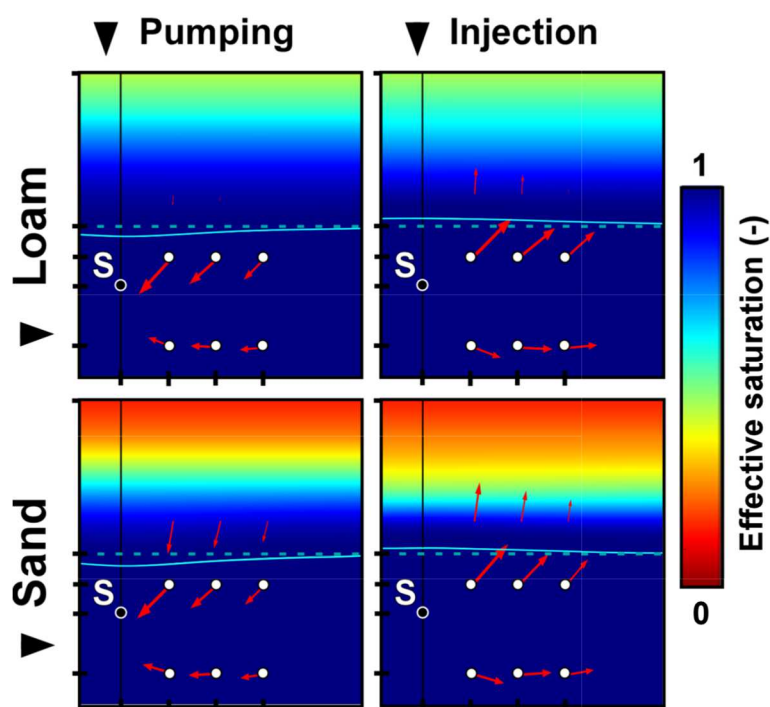 ▼ Pumping ▼ Injection
▼ Loam
S
S
▼ Sand
S
S
1
Effective saturation (-)
0